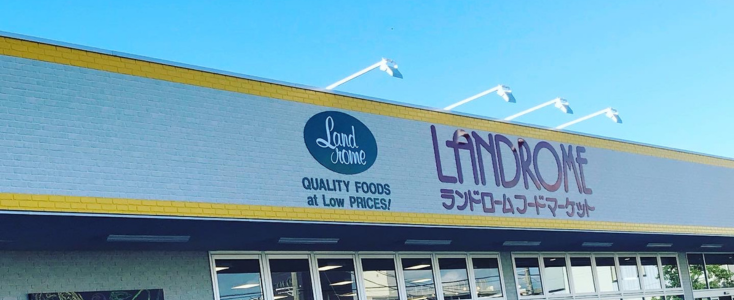 Land
rome
QUALITY FOODS
at Low PRICES!
LANDROME
ランドロームフードマーケット